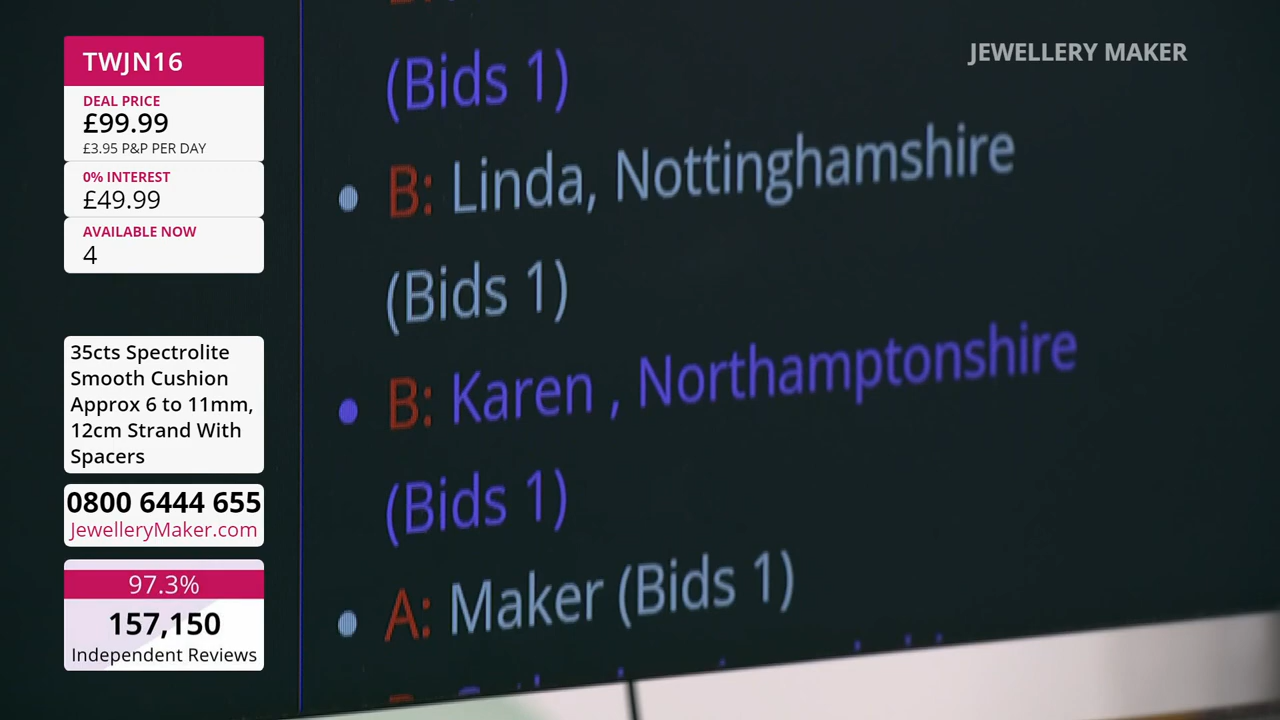 TWJN16
DEAL PRICE
£99.99
£3.95 P&P PER DAY
0% INTEREST
£49.99
AVAILABLE NOW
4
35cts Spectrolite
Smooth Cushion
Approx 6 to 11mm,
12cm Strand With
Spacers
0800 6444 655
JewelleryMaker.com
97.3%
157,150
Independent Reviews
JEWELLERY MAKER
(Bids 1)
B: Linda, Nottinghamshire
(Bids 1)
B: Karen , Northamptonshire
(Bids 1)
A: Maker (Bids 1)